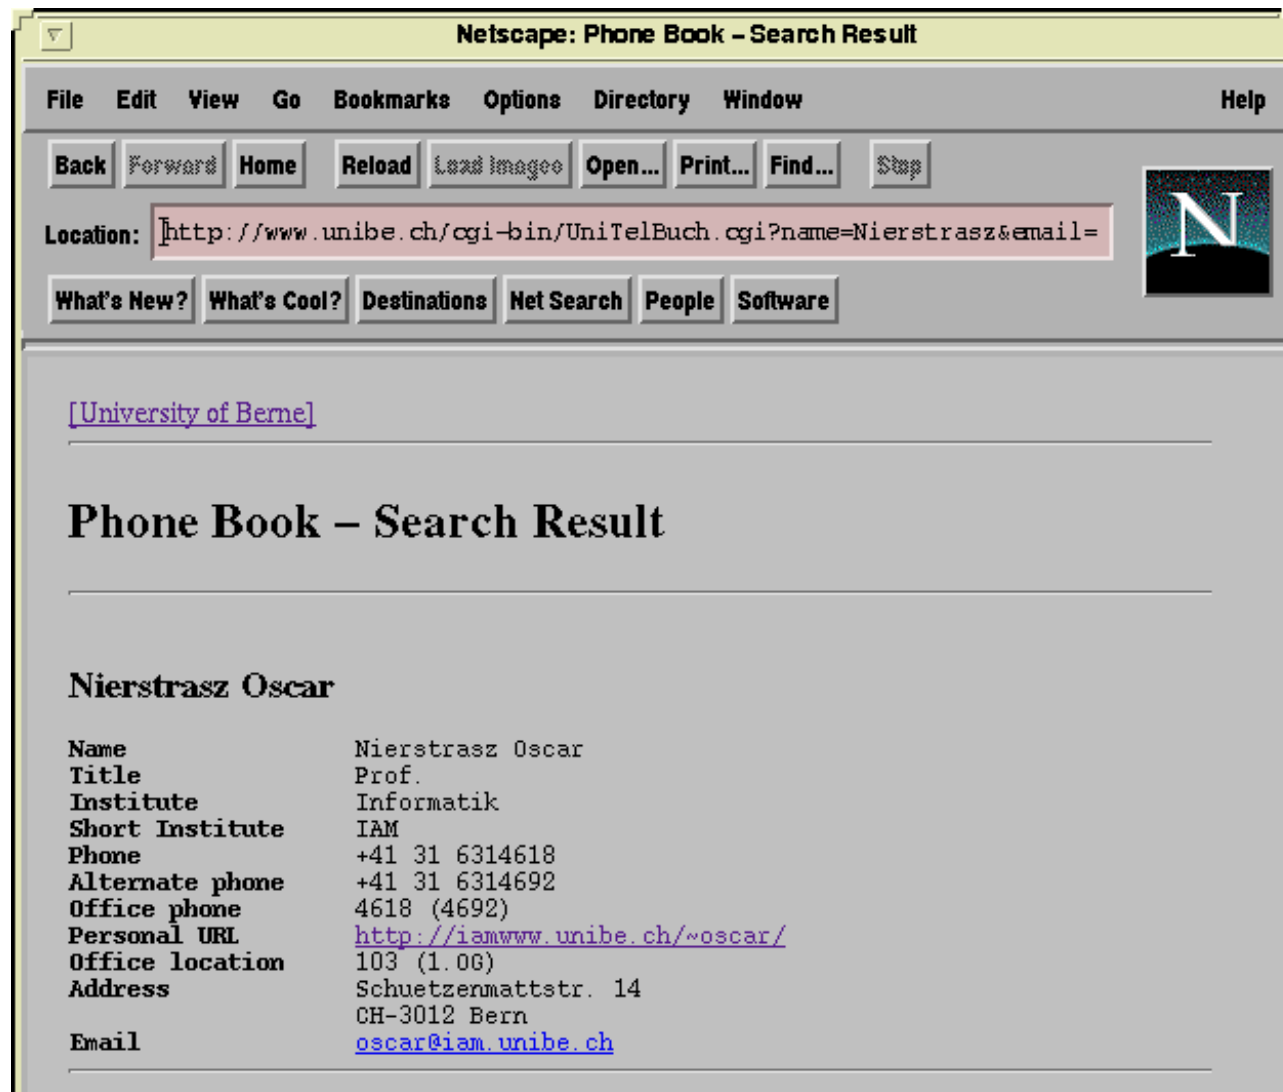 Netscape: Phone Book – Search Result
File Edit View Go Bookmarks Options Directory Window Help
Back Forward Home Reload Load Images Open... Print... Find... Stop
Location: http://www.unibe.ch/cgi-bin/UniTelBuch.cgi?name=Nierstrasz&email=
N
What's New? What's Cool? Destinations Net Search People Software
[University of Berne]
Phone Book – Search Result
Nierstrasz Oscar
Name Nierstrasz Oscar
Title Prof.
Institute Informatik
Short Institute IAM
Phone +41 31 6314618
Alternate phone +41 31 6314692
Office phone 4618 (4692)
Personal URL http://iamwww.unibe.ch/~oscar/
Office location 103 (1.OG)
Address Schuetzenmattstr. 14
CH-3012 Bern
Email oscar@iam.unibe.ch